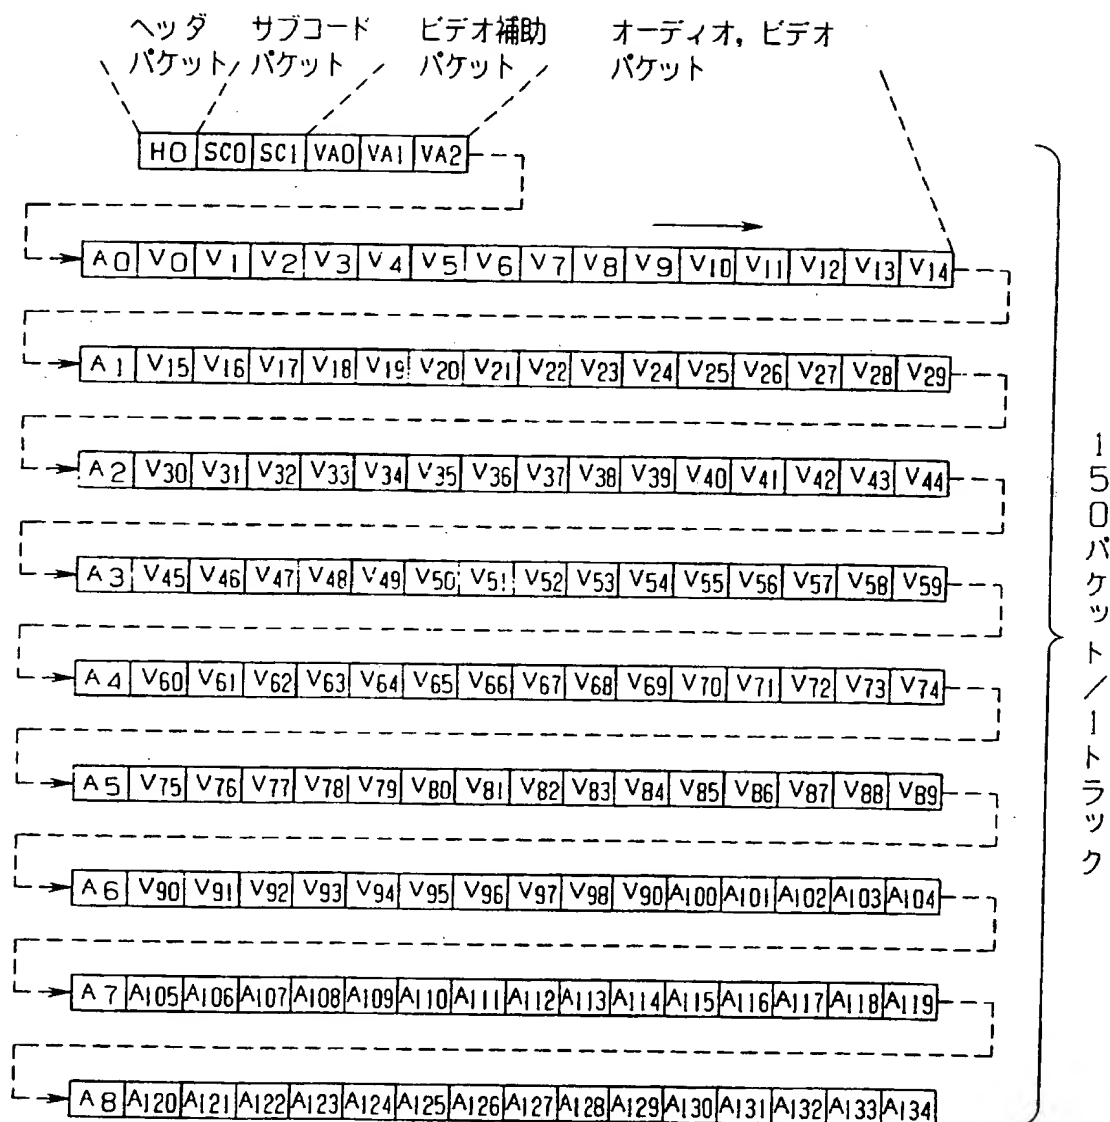 ヘッダ サブコード ビデオ補助 オーディオ,ビデオ
パケット パケット パケット パケット
H0 SC0 SC1 VA0 VA1 VA2
A0 V0 V1 V2 V3 V4 V5 V6 V7 V8 V9 V10 V11 V12 V13 V14
A1 V15 V16 V17 V18 V19 V20 V21 V22 V23 V24 V25 V26 V27 V28 V29
A2 V30 V31 V32 V33 V34 V35 V36 V37 V38 V39 V40 V41 V42 V43 V44
A3 V45 V46 V47 V48 V49 V50 V51 V52 V53 V54 V55 V56 V57 V58 V59
A4 V60 V61 V62 V63 V64 V65 V66 V67 V68 V69 V70 V71 V72 V73 V74
A5 V75 V76 V77 V78 V79 V80 V81 V82 V83 V84 V85 V86 V87 V88 V89
A6 V90 V91 V92 V93 V94 V95 V96 V97 V98 V90 A100 A101 A102 A103 A104
A7 A105 A106 A107 A108 A109 A110 A111 A112 A113 A114 A115 A116 A117 A118 A119
A8 A120 A121 A122 A123 A124 A125 A126 A127 A128 A129 A130 A131 A132 A133 A134
150パケット/1トラック